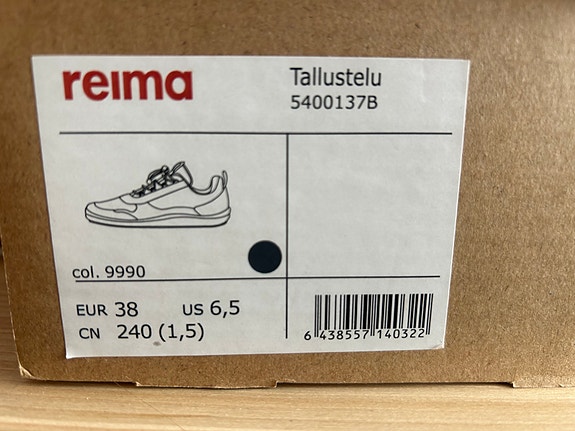 reima
Tallustelu
5400137B
col. 9990
EUR 38 US 6,5
CN 240 (1,5)
6 438557 140322